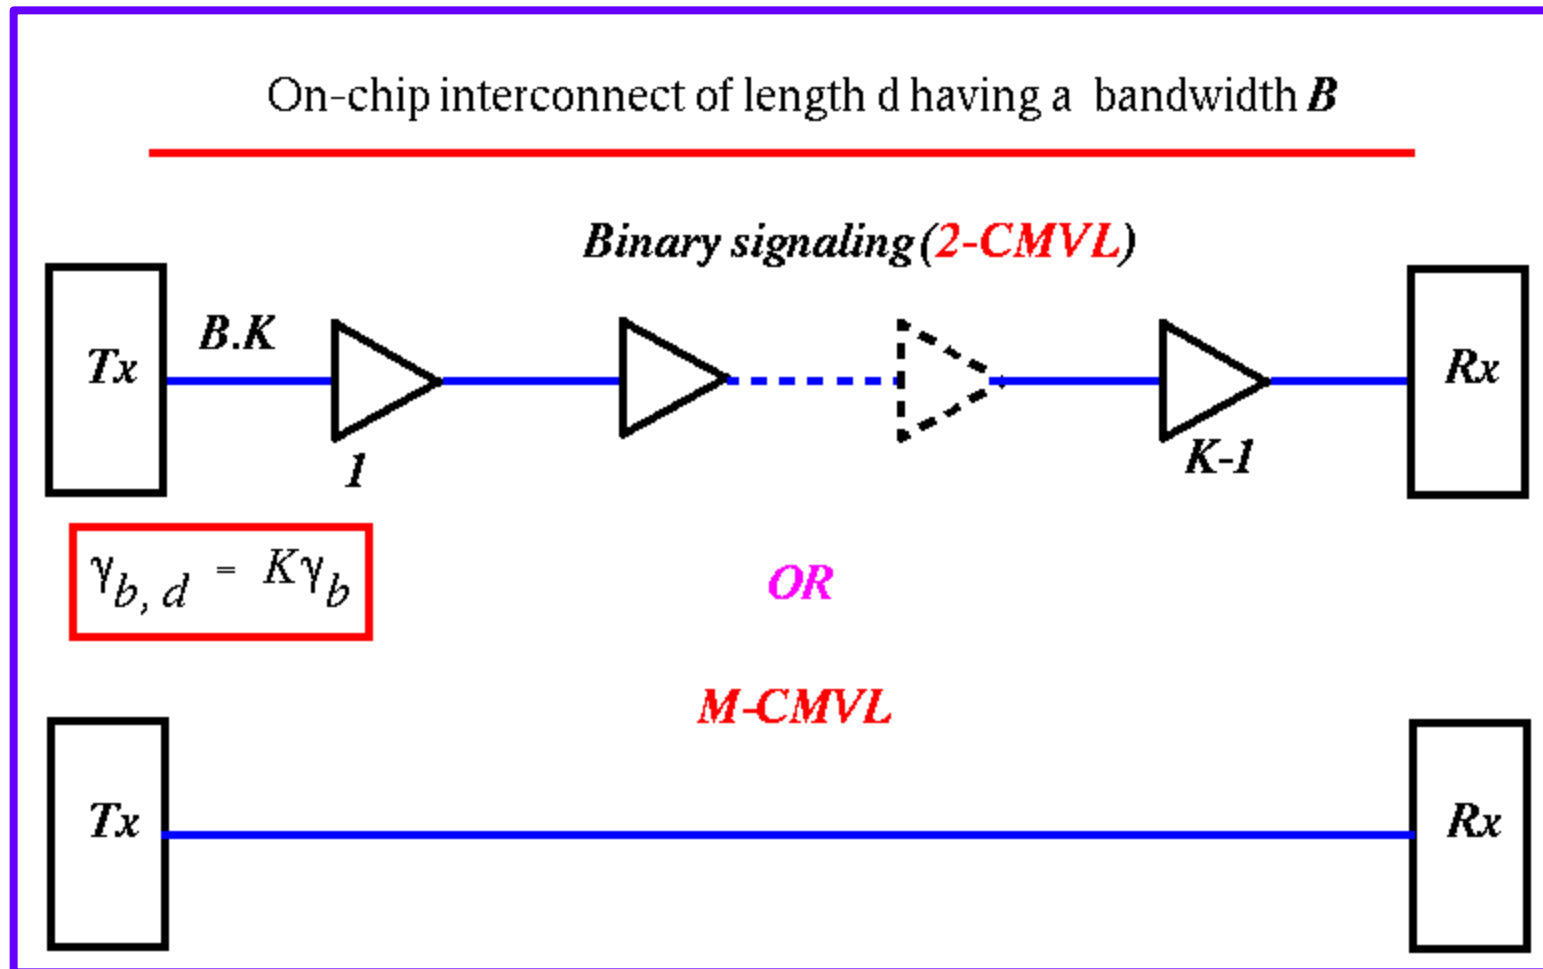 On-chip interconnect of length d having a bandwidth B
Binary signaling (2-CMVL)
B.K
Tx
Rx
1
K-1
γb, d = Kγb
OR
M-CMVL
Tx
Rx